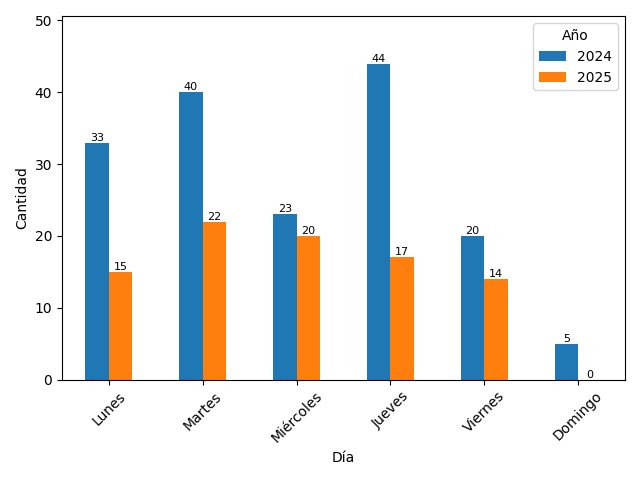 50
40
30
20
10
0
Cantidad
Año
2024
2025
33
15
40
22
23
20
44
17
20
14
5
0
Lunes
Martes
Miércoles
Jueves
Viernes
Domingo
Día